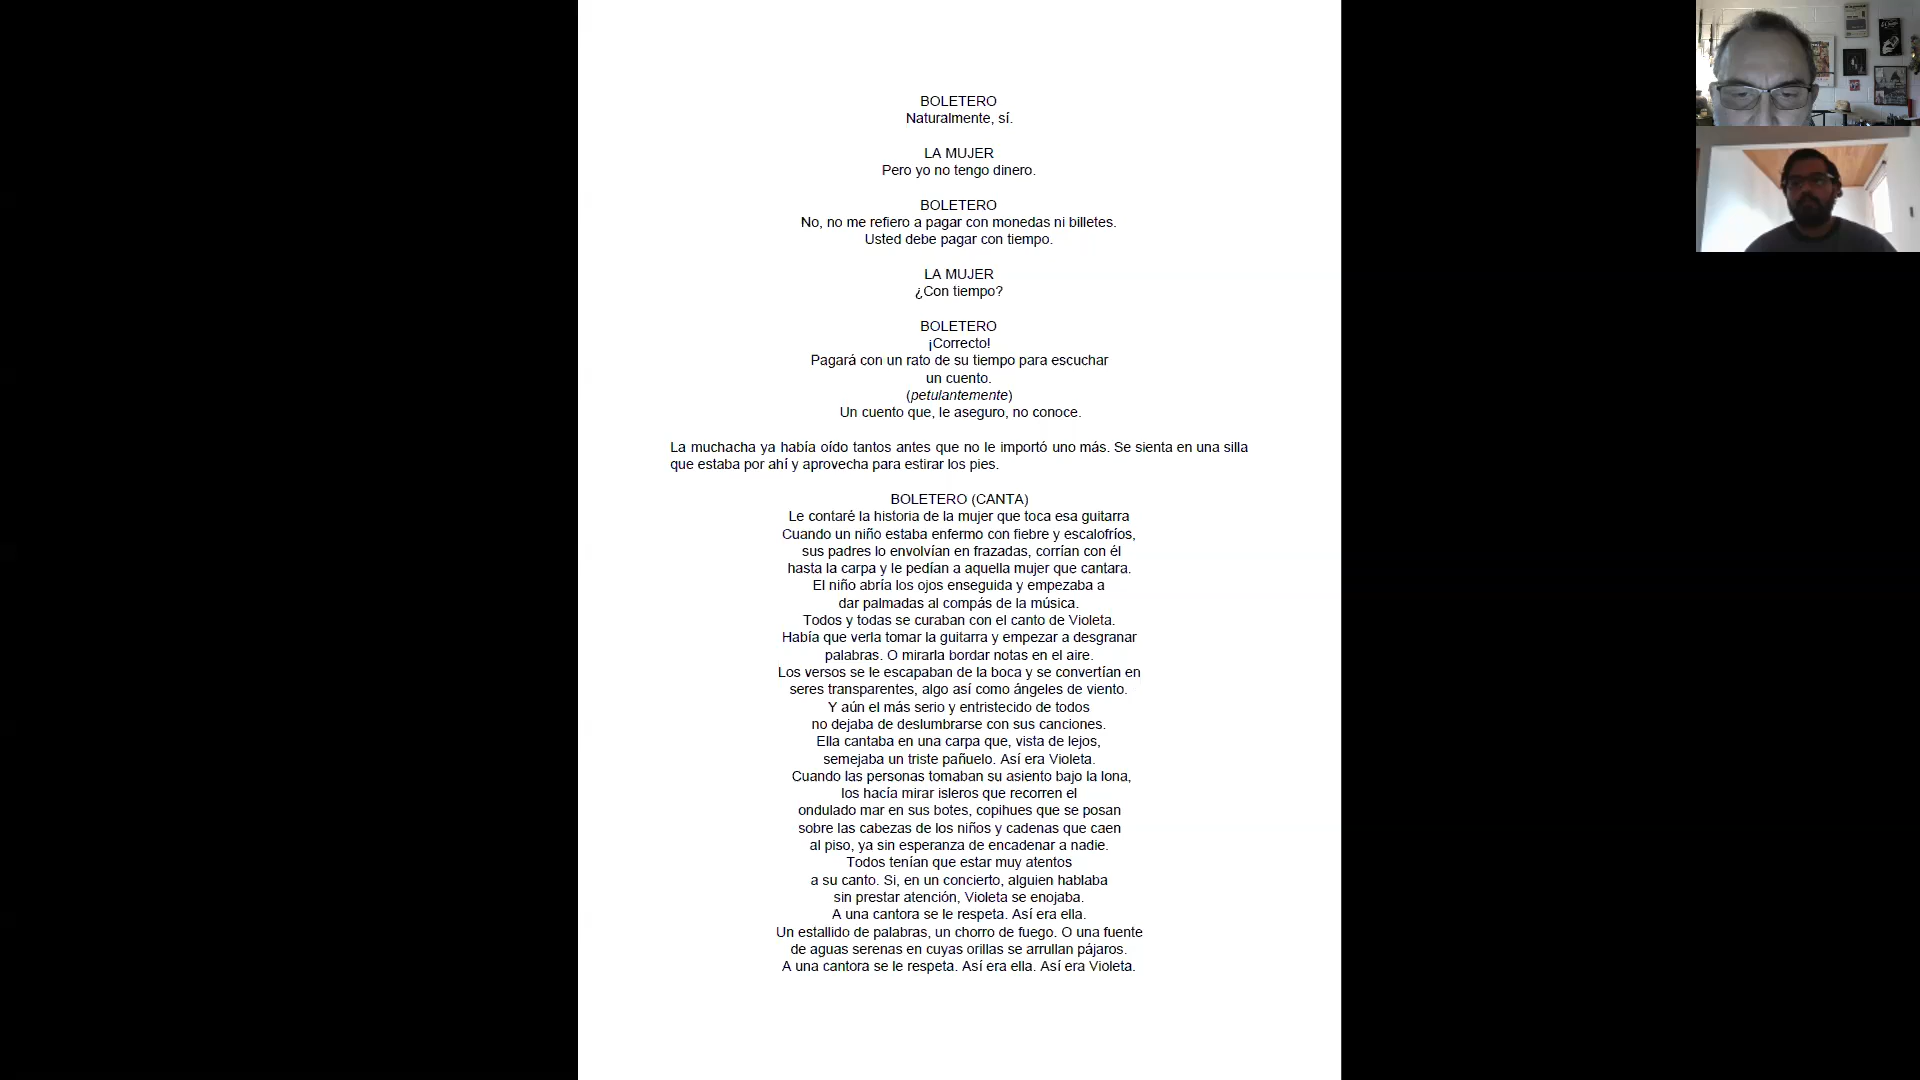 BOLETERO
Naturalmente, sí.
LA MUJER
Pero yo no tengo dinero.
BOLETERO
No, no me refiero a pagar con monedas ni billetes.
Usted debe pagar con tiempo.
LA MUJER
¿Con tiempo?
BOLETERO
¡Correcto!
Pagará con un rato de su tiempo para escuchar
un cuento.
(petulantemente)
Un cuento que, le aseguro, no conoce.
La muchacha ya había oído tantos antes que no le importó uno más. Se sienta en una silla
que estaba por ahí y aprovecha para estirar los pies.
BOLETERO (CANTA)
Le contaré la historia de la mujer que toca esa guitarra
Cuando un niño estaba enfermo con fiebre y escalofríos,
sus padres lo envolvían en frazadas, corrían con él
hasta la carpa y le pedían a aquella mujer que cantara.
El niño abría los ojos enseguida y empezaba a
dar palmadas al compás de la música.
Todos y todas se curaban con el canto de Violeta.
Había que verla tomar la guitarra y empezar a desgranar
palabras. O mirarla bordar notas en el aire.
Los versos se le escapaban de la boca y se convertían en
seres transparentes, algo así como ángeles de viento.
Y aún el más serio y entristecido de todos
no dejaba de deslumbrarse con sus canciones.
Ella cantaba en una carpa que, vista de lejos,
semejaba un triste pañuelo. Así era Violeta.
Cuando las personas tomaban su asiento bajo la lona,
los hacía mirar isleros que recorren el
ondulado mar en sus botes, copihues que se posan
sobre las cabezas de los niños y cadenas que caen
al piso, ya sin esperanza de encadenar a nadie.
Todos tenían que estar muy atentos
a su canto. Si, en un concierto, alguien hablaba
sin prestar atención, Violeta se enojaba.
A una cantora se le respeta. Así era ella.
Un estallido de palabras, un chorro de fuego. O una fuente
de aguas serenas en cuyas orillas se arrullan pájaros.
A una cantora se le respeta. Así era ella. Así era Violeta.